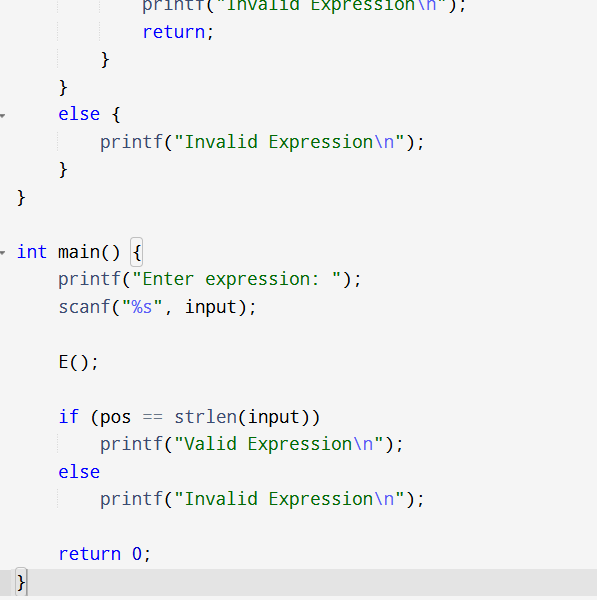 printf("Invalid Expression\n");
return;
}
}
else {
printf("Invalid Expression\n");
}
}
int main() {
printf("Enter expression: ");
scanf("%s", input);
E();
if (pos == strlen(input))
printf("Valid Expression\n");
else
printf("Invalid Expression\n");
return 0;
}